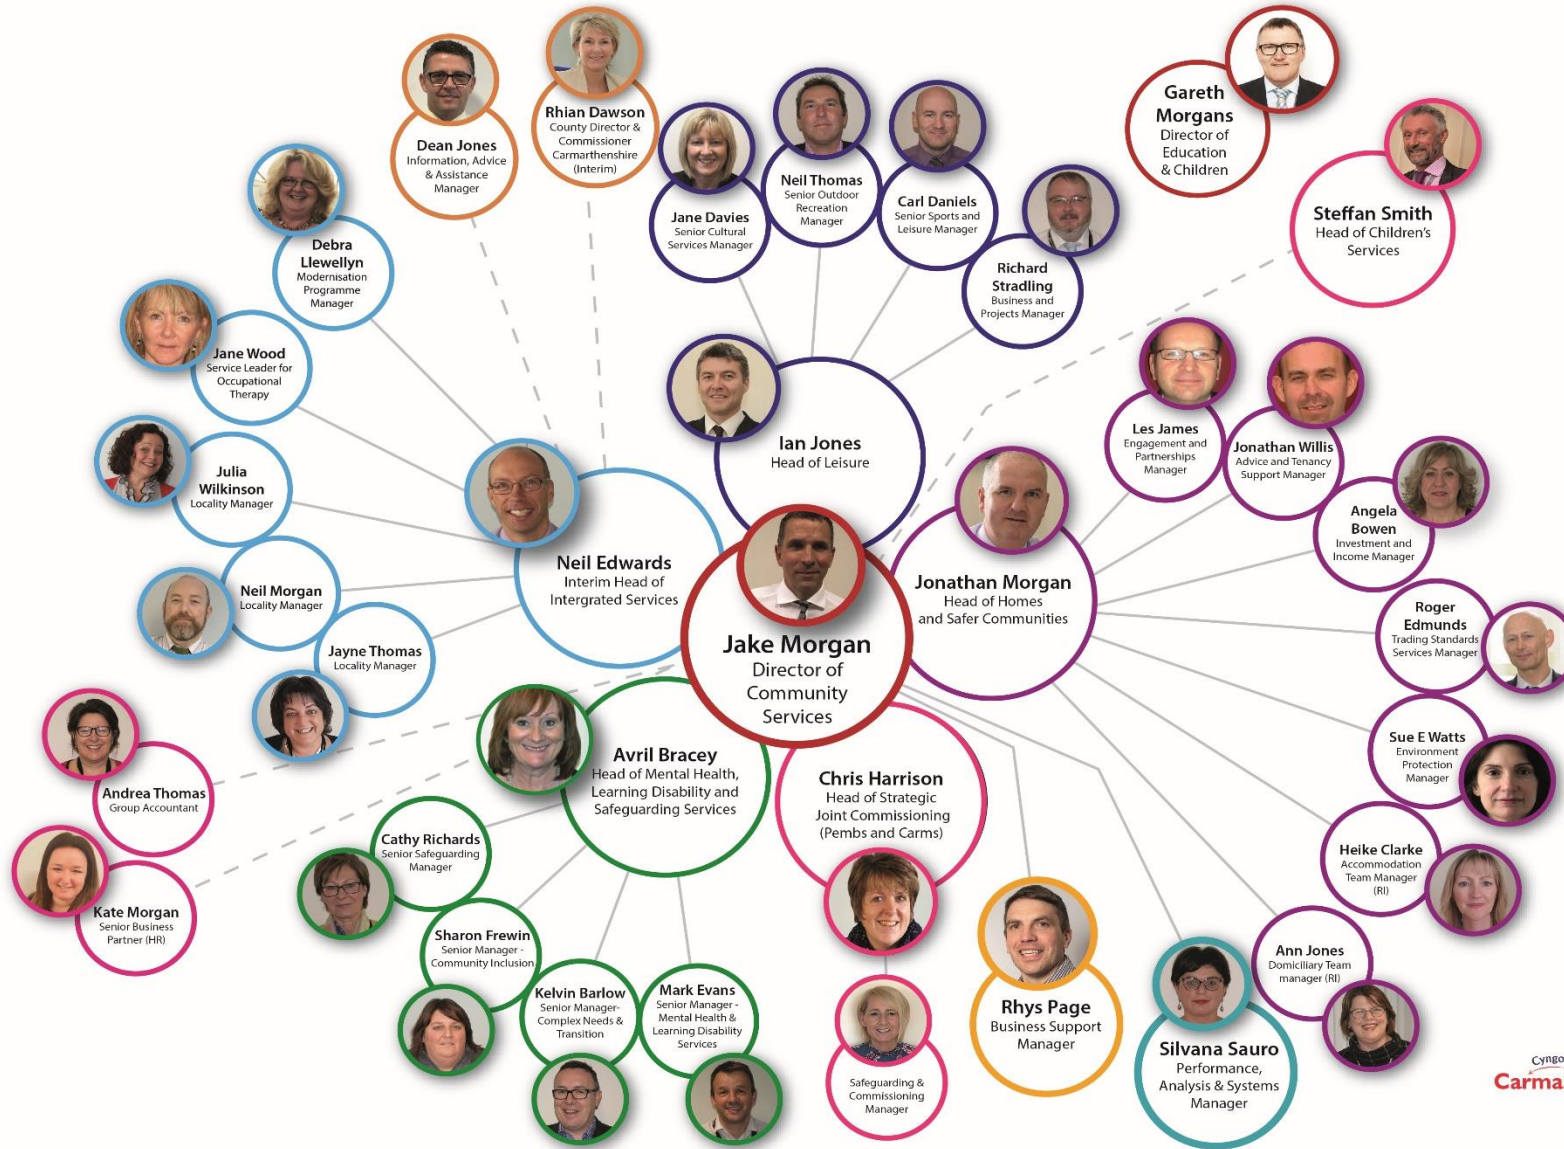 Rhian Dawson
County Director &
Commissioner
Carmarthenshire
(Interim)
Dean Jones
Information, Advice
& Assistance
Manager
Gareth
Morgans
Director of
Education
& Children
Neil Thomas
Senior Outdoor
Recreation
Manager
Carl Daniels
Senior Sports and
Leisure Manager
Jane Davies
Senior Cultural
Services Manager
Steffan Smith
Head of Children's
Services
Debra
Llewellyn
Modernisation
Programme
Manager
Richard
Stradling
Business and
Projects Manager
Jane Wood
Service Leader for
Occupational
Therapy
Les James
Engagement and
Partnerships
Manager
Ian Jones
Head of Leisure
Jonathan Willis
Advice and Tenancy
Support Manager
Julia
Wilkinson
Locality Manager
Angela
Bowen
Investment and
Income Manager
Neil Edwards
Interim Head of
Intergrated Services
Jonathan Morgan
Head of Homes
and Safer Communities
Neil Morgan
Locality Manager
Roger
Edmunds
Trading Standards
Services Manager
Jayne Thomas
Locality Manager
Jake Morgan
Director of
Community
Services
Sue E Watts
Environment
Protection
Manager
Avril Bracey
Head of Mental Health,
Learning Disability and
Safeguarding Services
Chris Harrison
Head of Strategic
Joint Commissioning
(Pembs and Carms)
Andrea Thomas
Group Accountant
Cathy Richards
Senior Safeguarding
Manager
Heike Clarke
Accommodation
Team Manager
(RI)
Kate Morgan
Senior Business
Partner (HR)
Sharon Frewin
Senior Manager -
Community Inclusion
Ann Jones
Domiciliary Team
manager (RI)
Kelvin Barlow
Senior Manager-
Complex Needs &
Transition
Mark Evans
Senior Manager -
Mental Health &
Learning Disability
Services
Rhys Page
Business Support
Manager
Silvana Sauro
Performance,
Analysis & Systems
Manager
Safeguarding &
Commissioning
Manager
Cyngo
Carma